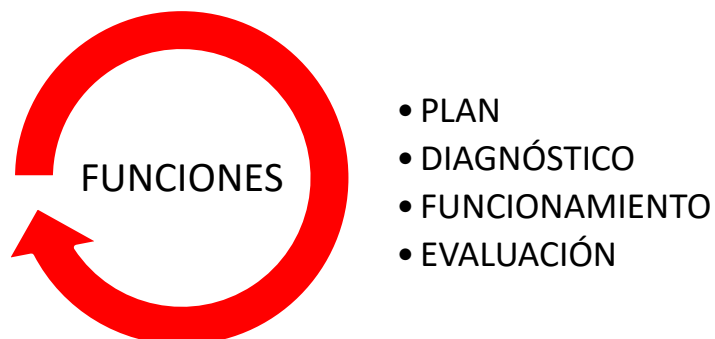 FUNCIONES
• PLAN
• DIAGNÓSTICO
• FUNCIONAMIENTO
• EVALUACIÓN